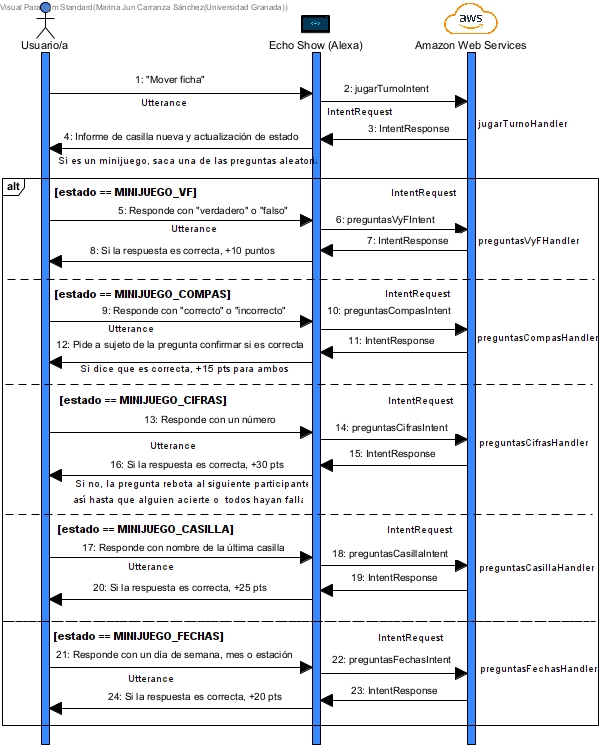 Visual Paradigm Standard(Marina Jun Carranza Sánchez(Universidad Granada))
aws
Usuario/a
Echo Show (Alexa)
Amazon Web Services
1: "Mover ficha"
Utterance
2: jugarTurnoIntent
IntentRequest
3: IntentResponse
jugarTurnoHandler
4: Informe de casilla nueva y actualización de estado
Si es un minijuego, saca una de las preguntas aleatori
alt
[estado == MINIJUEGO_VF]
IntentRequest
5: Responde con "verdadero" o "falso"
Utterance
6: preguntasVyFIntent
7: IntentResponse
preguntasVyFHandler
8: Si la respuesta es correcta, +10 puntos
[estado == MINIJUEGO_COMPAS]
IntentRequest
9: Responde con "correcto" o "incorrecto"
Utterance
10: preguntasCompasIntent
11: IntentResponse
preguntasCompasHandler
12: Pide a sujeto de la pregunta confirmar si es correcta
Si dice que es correcta, +15 pts para ambos
[estado == MINIJUEGO_CIFRAS]
IntentRequest
13: Responde con un número
Utterance
14: preguntasCifrasIntent
15: IntentResponse
preguntasCifrasHandler
16: Si la respuesta es correcta, +30 pts
Si no, la pregunta rebota al siguiente participante
así hasta que alguien acierte o todos hayan falla
[estado == MINIJUEGO_CASILLA]
IntentRequest
17: Responde con nombre de la última casilla
Utterance
18: preguntasCasillaIntent
19: IntentResponse
preguntasCasillaHandler
20: Si la respuesta es correcta, +25 pts
[estado == MINIJUEGO_FECHAS]
IntentRequest
21: Responde con un día de semana, mes o estación
Utterance
22: preguntasFechasIntent
23: IntentResponse
preguntasFechasHandler
24: Si la respuesta es correcta, +20 pts